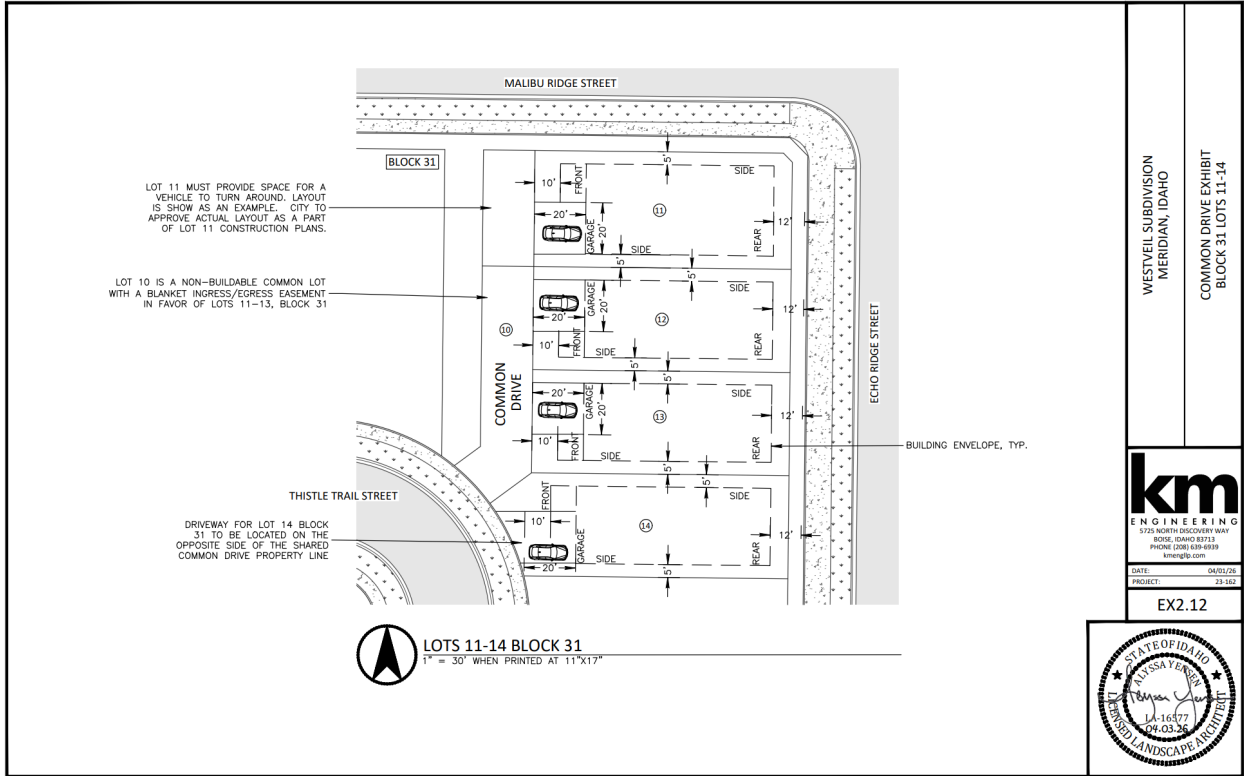 MALIBU RIDGE STREET
BLOCK 31
LOT 11 MUST PROVIDE SPACE FOR A
VEHICLE TO TURN AROUND. LAYOUT
IS SHOW AS AN EXAMPLE. CITY TO
APPROVE ACTUAL LAYOUT AS A PART
OF LOT 11 CONSTRUCTION PLANS.
LOT 10 IS A NON-BUILDABLE COMMON LOT
WITH A BLANKET INGRESS/EGRESS EASEMENT
IN FAVOR OF LOTS 11-13, BLOCK 31
THISTLE TRAIL STREET
DRIVEWAY FOR LOT 14 BLOCK
31 TO BE LOCATED ON THE
OPPOSITE SIDE OF THE SHARED
COMMON DRIVE PROPERTY LINE
10
COMMON
DRIVE
5'
SIDE
10'
FRONT
11
20'
20'
GARAGE
SIDE
REAR
12'
5'
5'
SIDE
20'
20'
GARAGE
12
12'
10'
FRONT
SIDE
REAR
5'
5'
SIDE
20'
20'
GARAGE
13
12'
10'
FRONT
SIDE
REAR
5'
5'
SIDE
FRONT
10'
14
12'
GARAGE
SIDE
REAR
20'
5'
ECHO RIDGE STREET
BUILDING ENVELOPE, TYP.
LOTS 11-14 BLOCK 31
1" = 30' WHEN PRINTED AT 11"X17"
WESTVEIL SUBDIVISION
MERIDIAN, IDAHO
COMMON DRIVE EXHIBIT
BLOCK 31 LOTS 11-14
km
ENGINEERING
5725 NORTH DISCOVERY WAY
BOISE, IDAHO 83713
PHONE (208) 639-6939
kmengllp.com
DATE: 04/01/26
PROJECT: 23-162
EX2.12
STATE OF IDAHO
ALYSSA YENSEN
LA-16577
04.03.26
LICENSED LANDSCAPE ARCHITECT